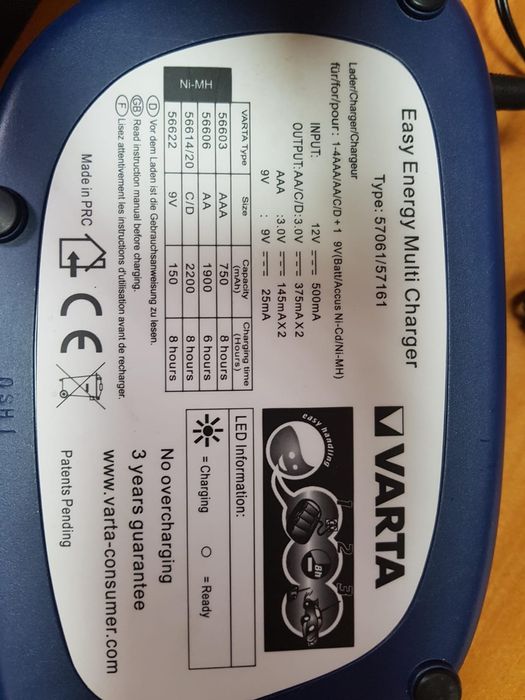 Easy Energy Multi Charger
Type: 57061/57161
VARTA
Lader/Charger/Chargeur
für/for/pour: 1-4AAA/AA/C/D + 1 9V(Batt/Accus Ni-Cd/Ni-MH)
INPUT: 12V 500mA
OUTPUT:AA/C/D:3.0V 375mA X 2
AAA :3.0V 145mA X 2
9V : 9V 25mA
easy handling
1 2 3
8h
Ni-MH
VARTA Type Size Capacity (mAh) Charging time (Hours)
56603 AAA 750 8 hours
56606 AA 1900 6 hours
56614/20 C/D 2200 8 hours
56622 9V 150 8 hours
LED Information:
= Charging = Ready
D Vor dem Laden ist die Gebrauchsanweisung zu lesen.
GB Read instruction manual before charging.
F Lisez attentivement les instructions d'utilisation avant de recharger.
No overcharging
3 years guarantee
www.varta-consumer.com
Made in PRC
CE
Patents Pending